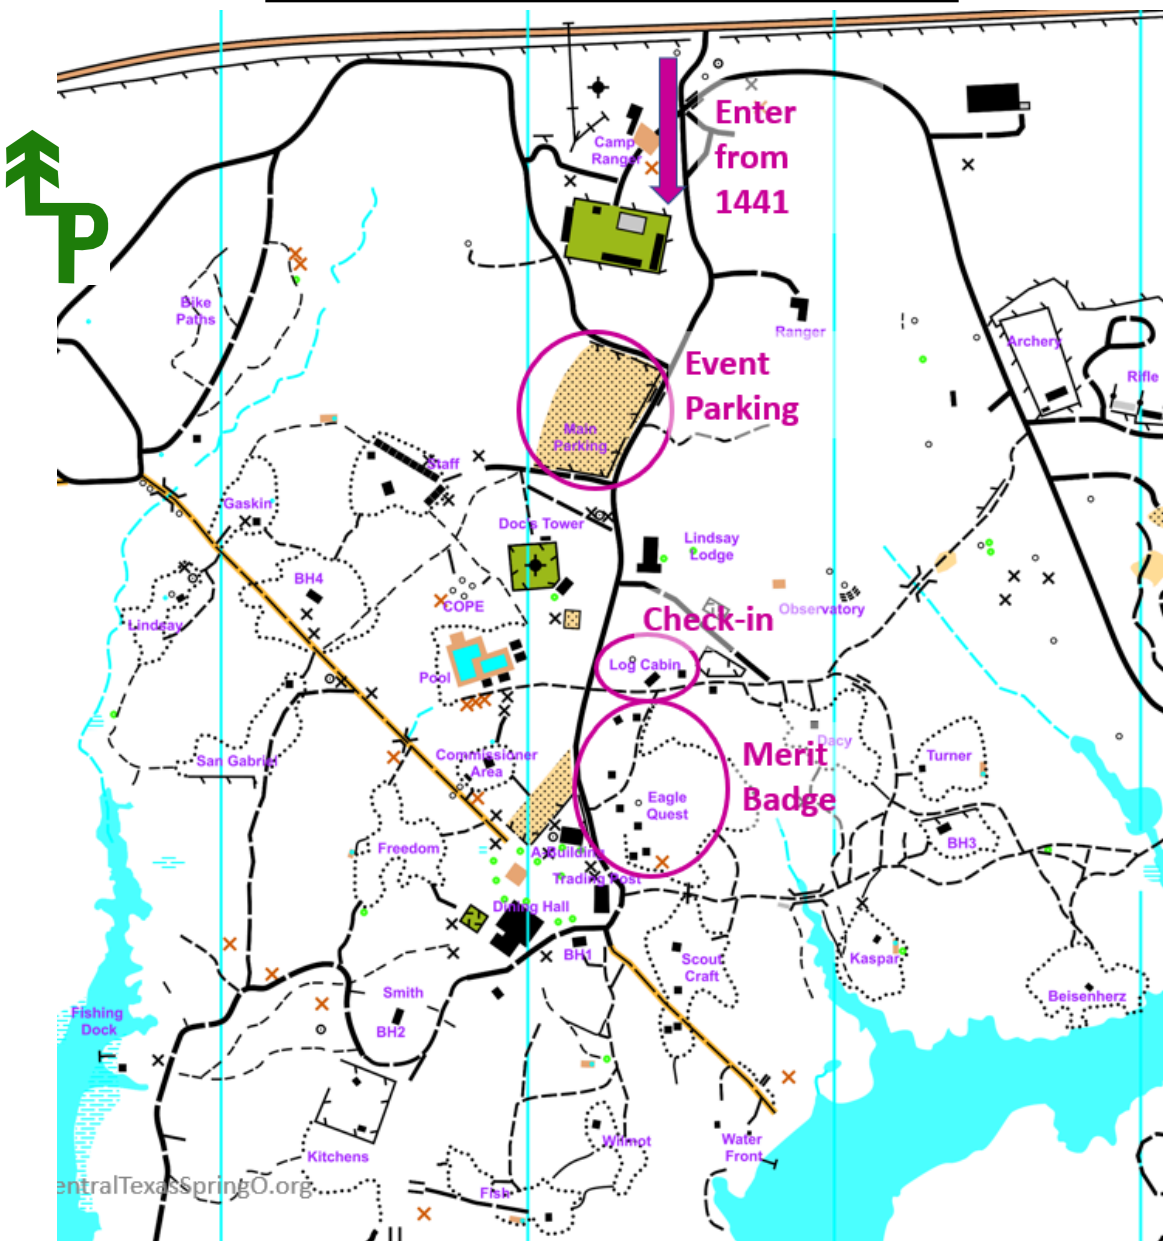 Enter
from
1441
Camp
Ranger
P
Bike
Paths
Ranger
Archery
Rifle
Event
Parking
Main
Parking
Staff
Gaskin
Doc's Tower
Lindsay
Lodge
BH4
COPE
Observatory
Lindsay
Check-in
Log Cabin
Pool
Dacy
Merit
Badge
Turner
San Gabriel
Commissioner
Area
Eagle
Quest
BH3
Freedom
A-Building
Trading Post
Dining Hall
BH1
Scout
Craft
Kaspar
Beisenherz
Smith
BH2
Fishing
Dock
Wilmot
Water
Front
Kitchens
entralTexasSpringO.org
Fish